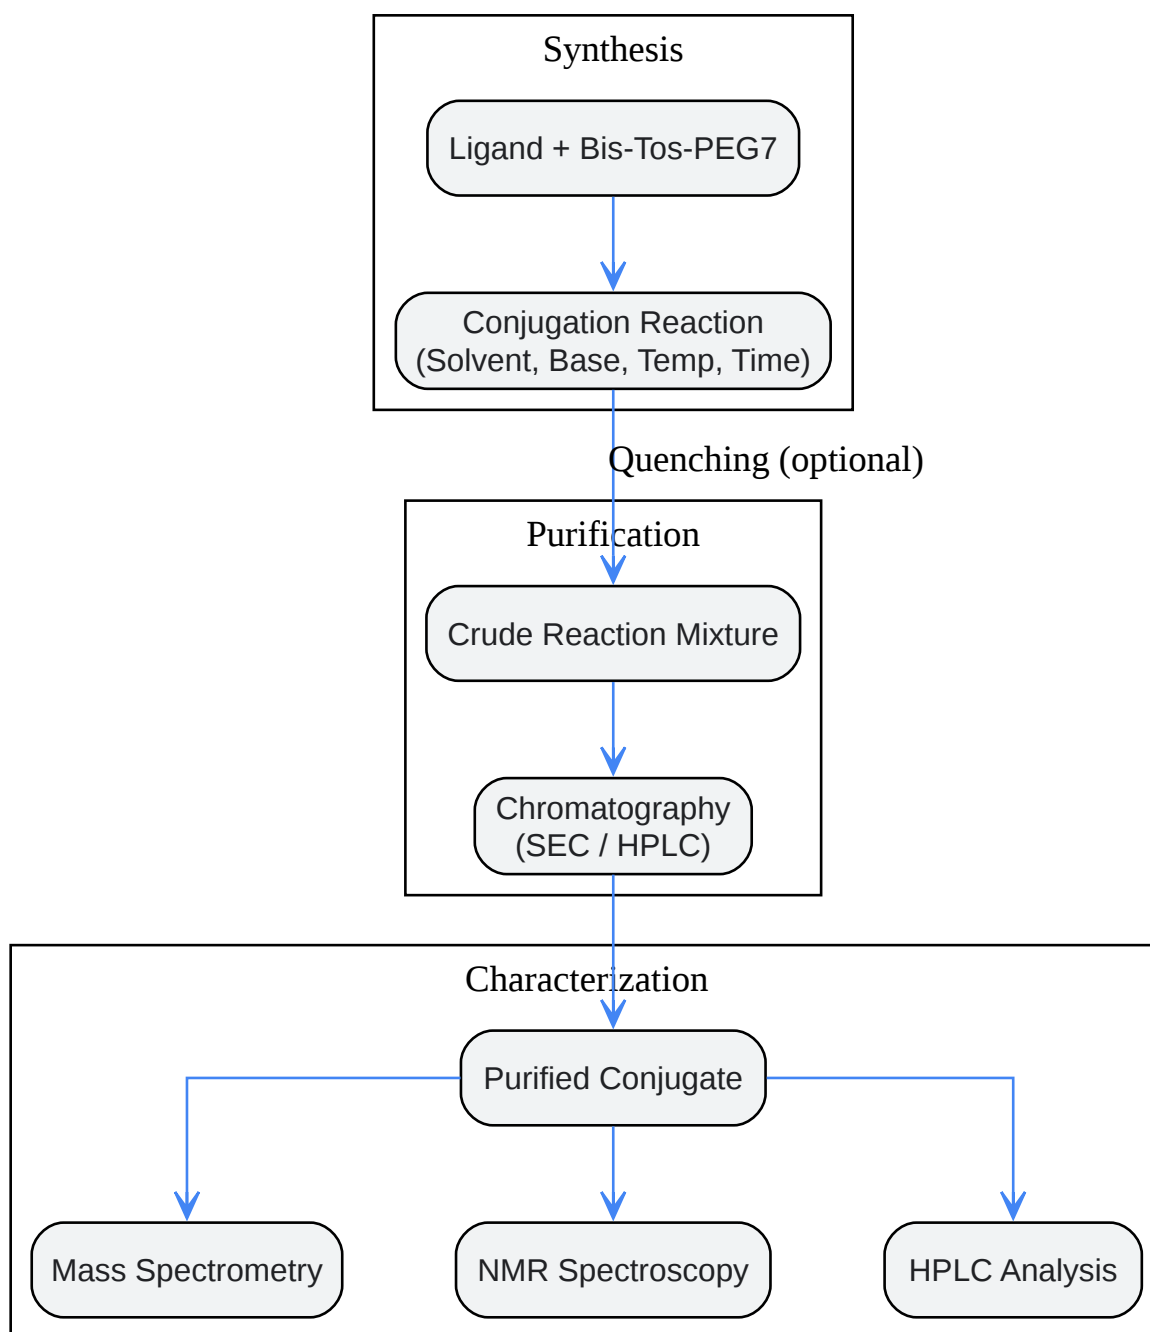 Synthesis
Ligand + Bis-Tos-PEG7
Conjugation Reaction
(Solvent, Base, Temp, Time)
Quenching (optional)
Purification
Crude Reaction Mixture
Chromatography
(SEC / HPLC)
Characterization
Purified Conjugate
Mass Spectrometry
NMR Spectroscopy
HPLC Analysis